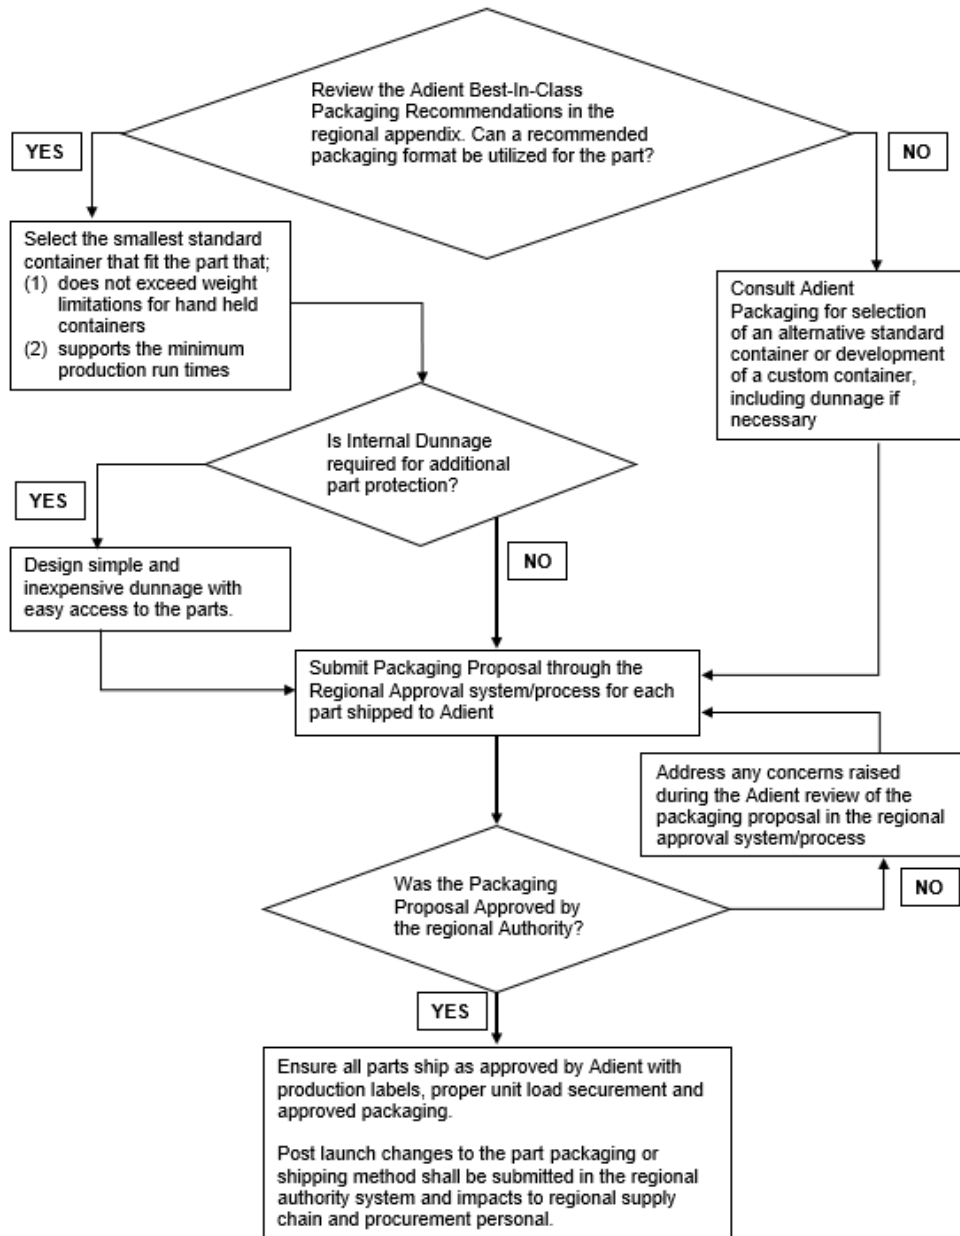 Review the Adient Best-In-Class
Packaging Recommendations in the
regional appendix. Can a recommended
packaging format be utilized for the part?
YES
NO
Select the smallest standard
container that fit the part that;
(1) does not exceed weight
limitations for hand held
containers
(2) supports the minimum
production run times
Consult Adient
Packaging for selection
of an alternative standard
container or development
of a custom container,
including dunnage if
necessary
Is Internal Dunnage
required for additional
part protection?
YES
NO
Design simple and
inexpensive dunnage with
easy access to the parts.
Submit Packaging Proposal through the
Regional Approval system/process for each
part shipped to Adient
Address any concerns raised
during the Adient review of the
packaging proposal in the regional
approval system/process
Was the Packaging
Proposal Approved by
the regional Authority?
NO
YES
Ensure all parts ship as approved by Adient with
production labels, proper unit load securement and
approved packaging.
Post launch changes to the part packaging or
shipping method shall be submitted in the regional
authority system and impacts to regional supply
chain and procurement personal.